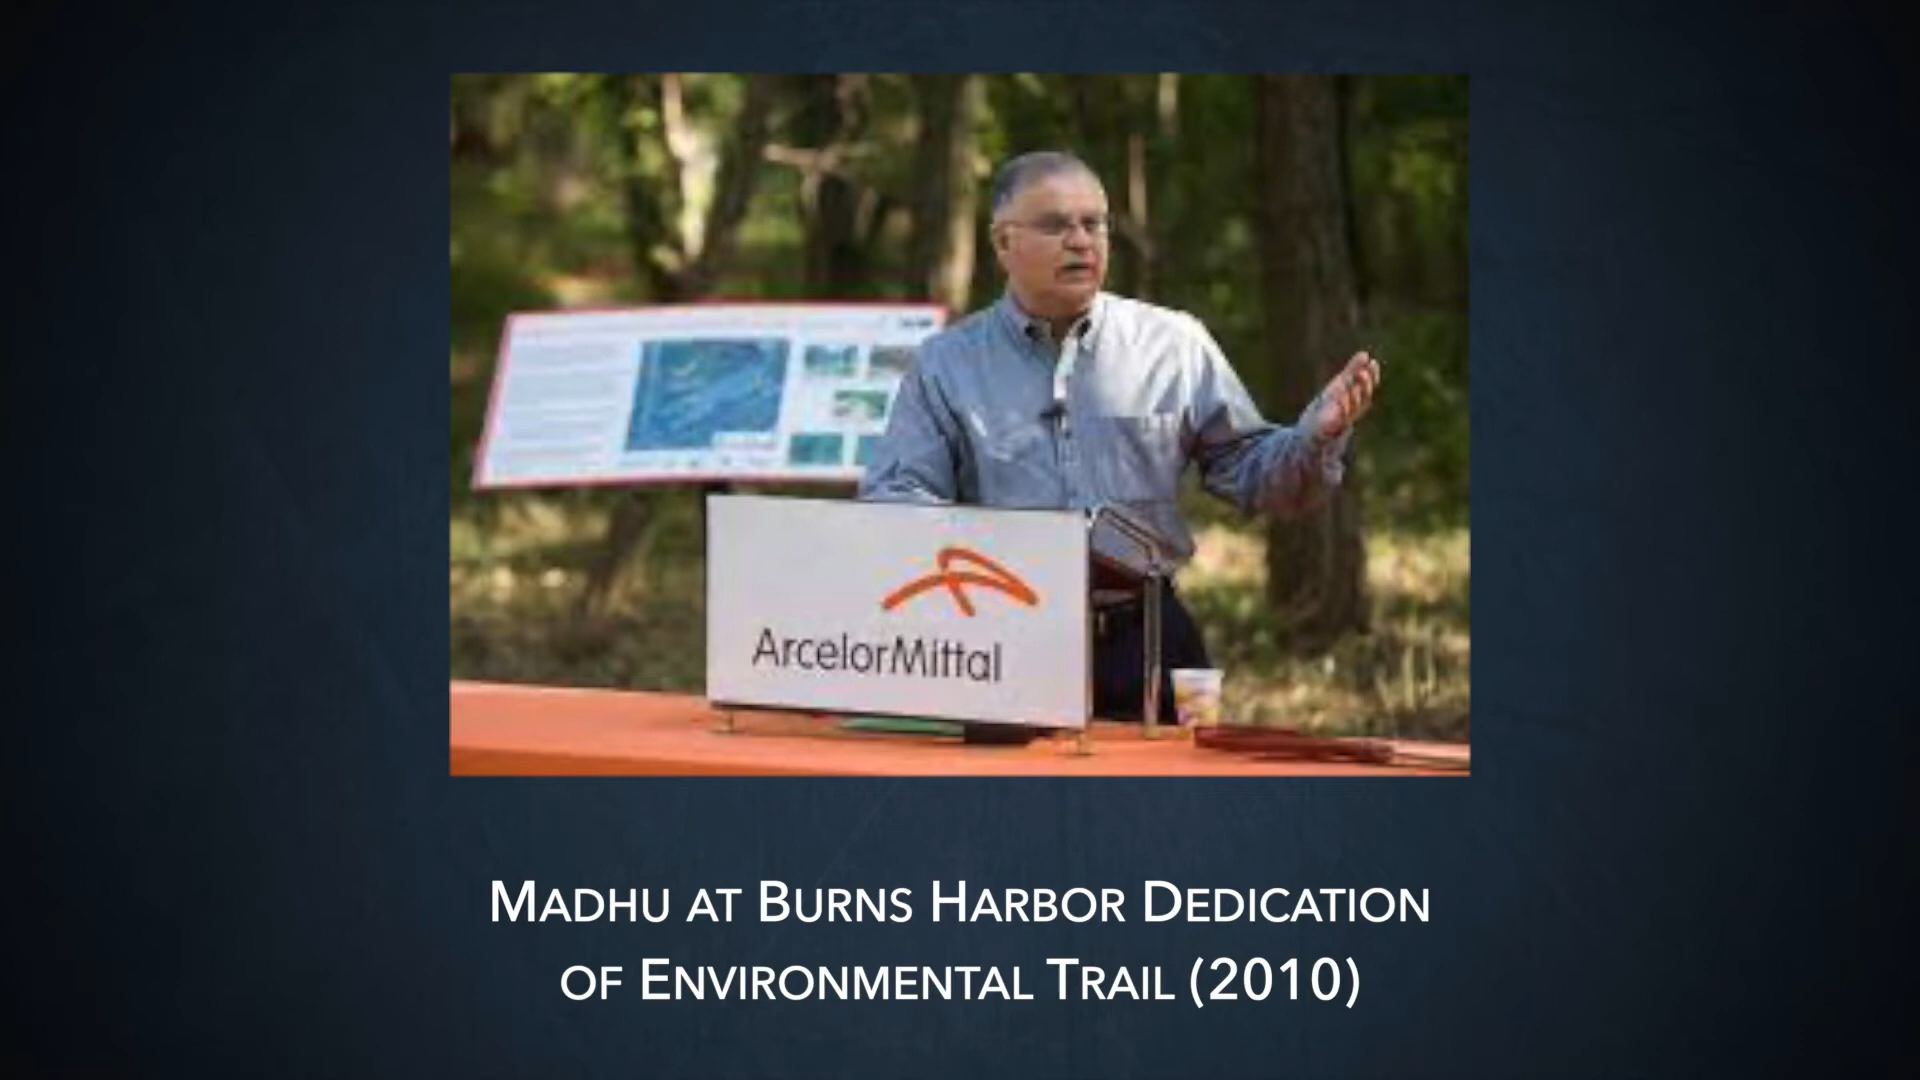 ArcelorMittal
MADHU AT BURNS HARBOR DEDICATION
OF ENVIRONMENTAL TRAIL (2010)